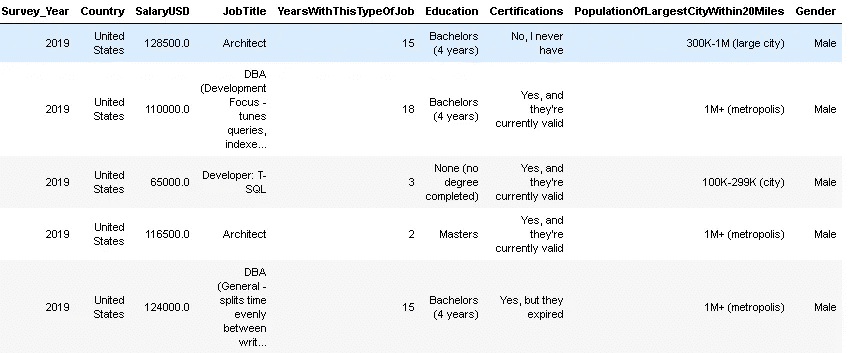 Survey_Year Country SalaryUSD JobTitle YearsWithThisTypeOfJob Education Certifications PopulationOfLargestCityWithin20Miles Gender
2019 United States 128500.0 Architect 15 Bachelors (4 years) No, I never have 300K-1M (large city) Male
2019 United States 110000.0 DBA (Development Focus - tunes queries, indexe... 18 Bachelors (4 years) Yes, and they're currently valid 1M+ (metropolis) Male
2019 United States 65000.0 Developer: T-SQL 3 None (no degree completed) Yes, and they're currently valid 100K-299K (city) Male
2019 United States 116500.0 Architect 2 Masters Yes, and they're currently valid 1M+ (metropolis) Male
2019 United States 124000.0 DBA (General - splits time evenly between writ... 15 Bachelors (4 years) Yes, but they expired 1M+ (metropolis) Male